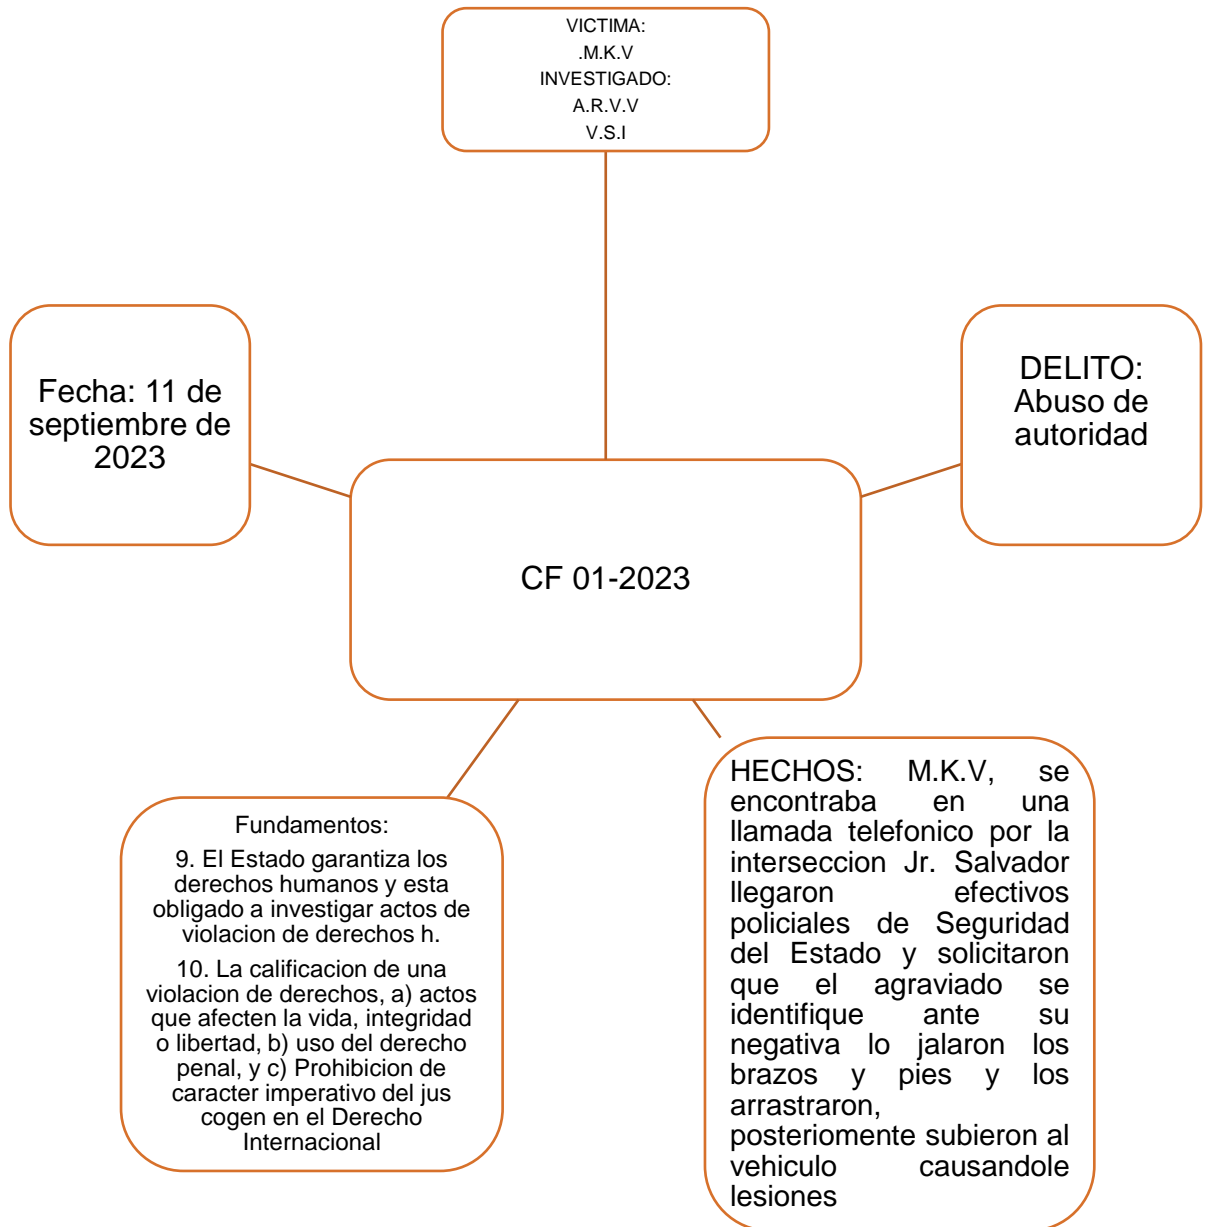 VICTIMA:
.M.K.V
INVESTIGADO:
A.R.V.V
V.S.I
Fecha: 11 de
septiembre de
2023
DELITO:
Abuso de
autoridad
CF 01-2023
Fundamentos:
9. El Estado garantiza los
derechos humanos y esta
obligado a investigar actos de
violacion de derechos h.
10. La calificacion de una
violacion de derechos, a) actos
que afecten la vida, integridad
o libertad, b) uso del derecho
penal, y c) Prohibicion de
caracter imperativo del jus
cogen en el Derecho
Internacional
HECHOS: M.K.V, se
encontraba en una
llamada telefonico por la
interseccion Jr. Salvador
llegaron efectivos
policiales de Seguridad
del Estado y solicitaron
que el agraviado se
identifique ante su
negativa lo jalaron los
brazos y pies y los
arrastraron,
posteriomente subieron al
vehiculo causandole
lesiones